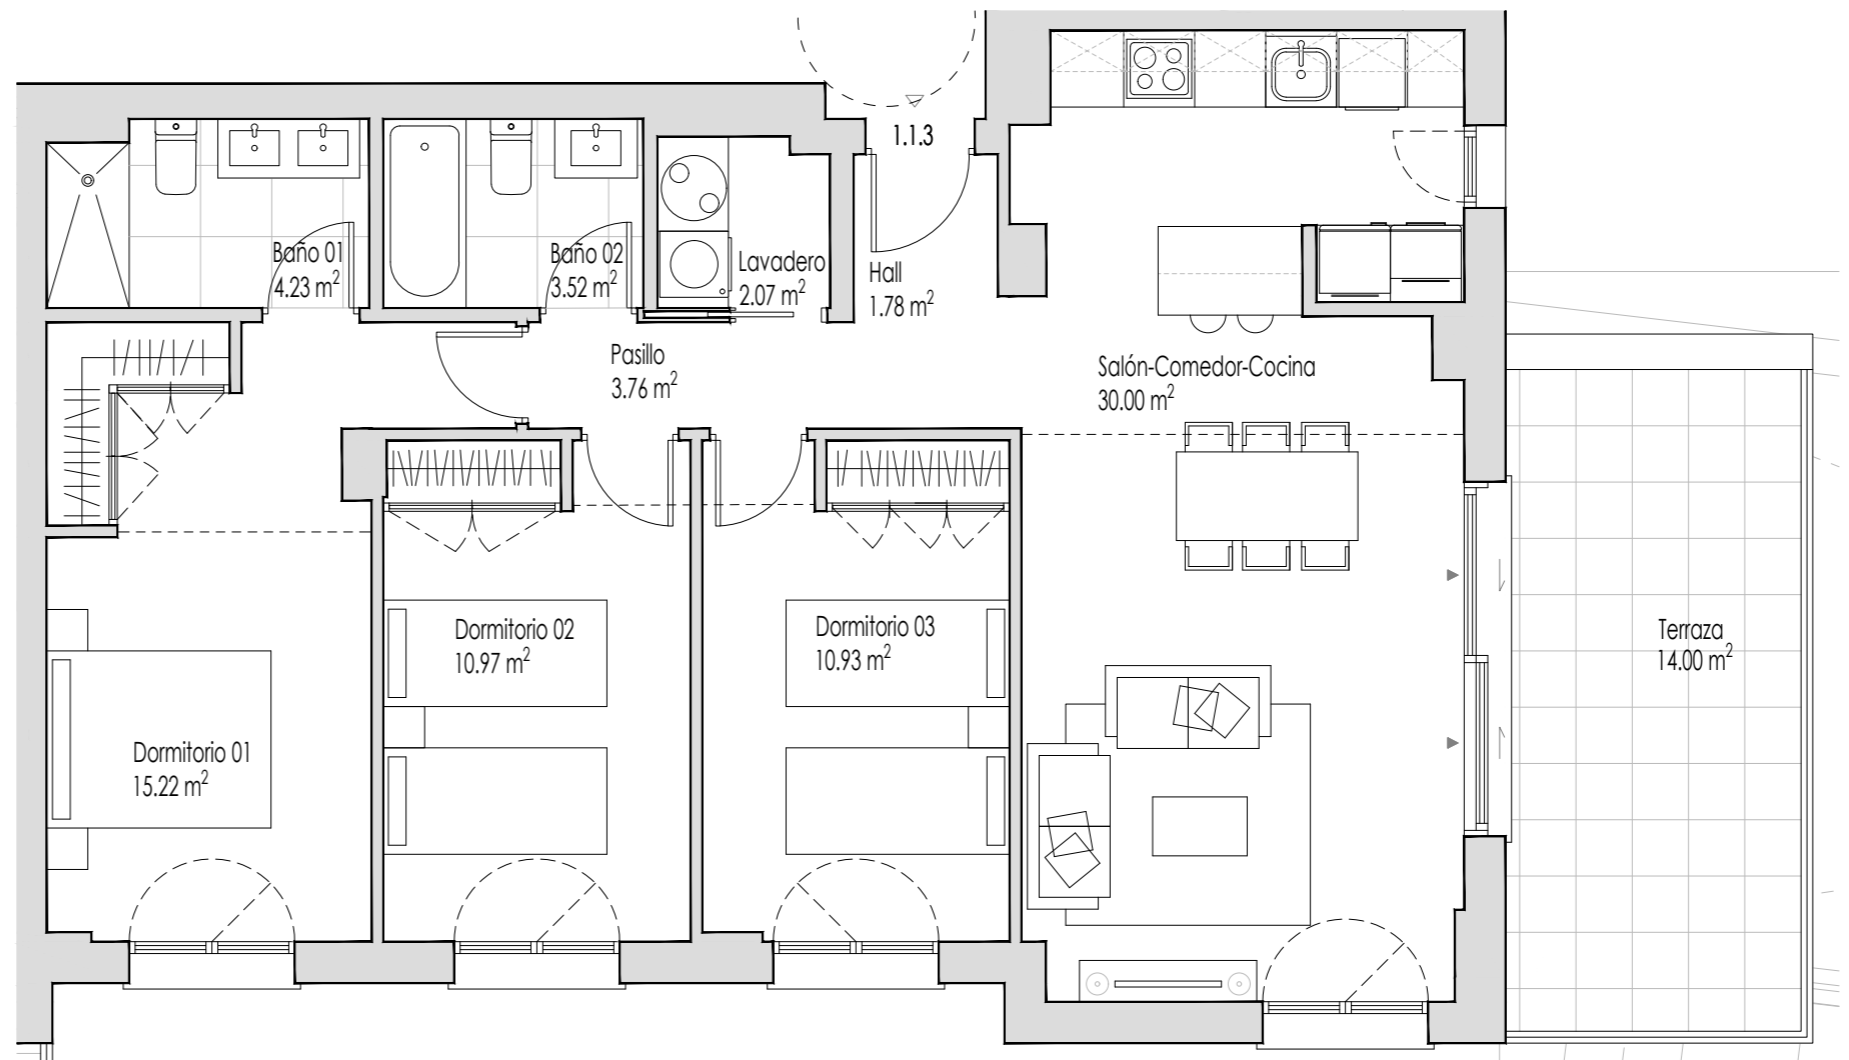 1.1.3
Baño 01
4.23 m²
Baño 02
3.52 m²
Lavadero
2.07 m²
Hall
1.78 m²
Pasillo
3.76 m²
Salón-Comedor-Cocina
30.00 m²
Dormitorio 01
15.22 m²
Dormitorio 02
10.97 m²
Dormitorio 03
10.93 m²
Terraza
14.00 m²